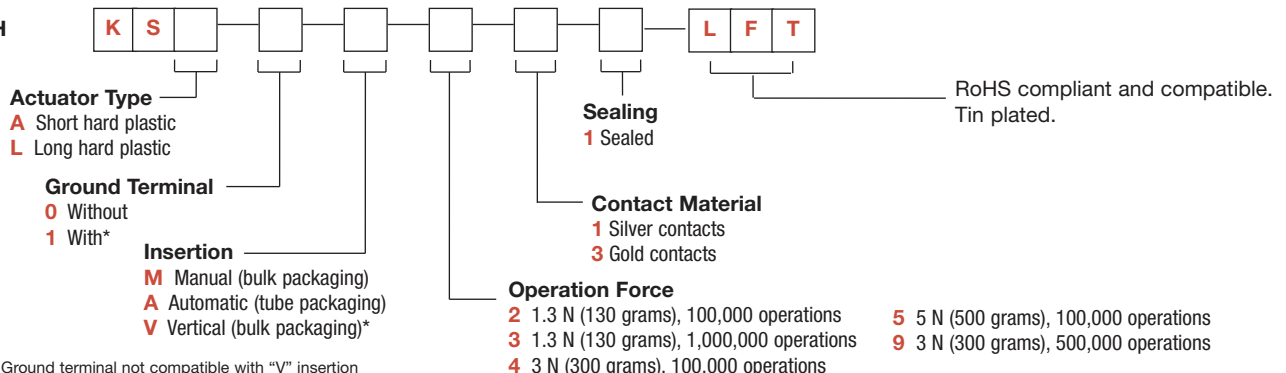 H
K S L F T
RoHS compliant and compatible.
Tin plated.
Actuator Type
A Short hard plastic
L Long hard plastic
Sealing
1 Sealed
Ground Terminal
0 Without
1 With*
Contact Material
1 Silver contacts
3 Gold contacts
Insertion
M Manual (bulk packaging)
A Automatic (tube packaging)
V Vertical (bulk packaging)*
Operation Force
2 1.3 N (130 grams), 100,000 operations
3 1.3 N (130 grams), 1,000,000 operations
4 3 N (300 grams), 100,000 operations
5 5 N (500 grams), 100,000 operations
9 3 N (300 grams), 500,000 operations
Ground terminal not compatible with “V” insertion